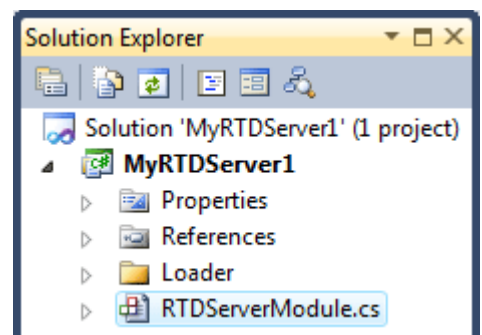 Solution Explorer
Solution 'MyRTDServer1' (1 project)
MyRTDServer1
Properties
References
Loader
RTDServerModule.cs